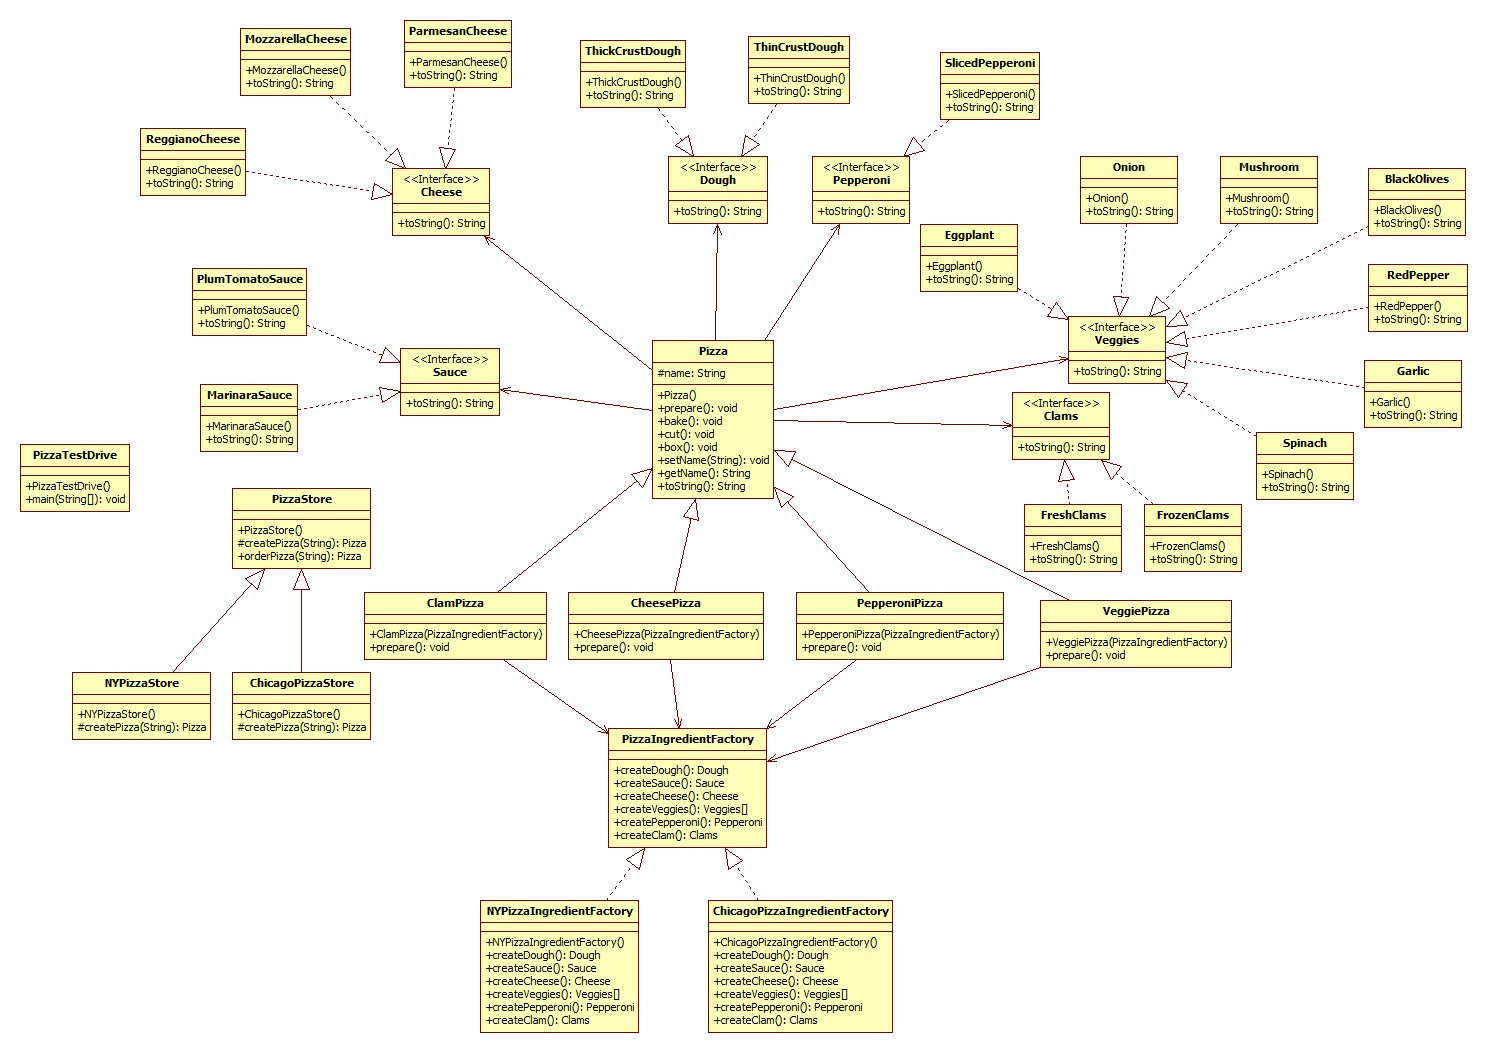 MozzarellaCheese
+MozzarellaCheese()
+toString(): String
ParmesanCheese
+ParmesanCheese()
+toString(): String
ThickCrustDough
+ThickCrustDough()
+toString(): String
ThinCrustDough
+ThinCrustDough()
+toString(): String
SlicedPepperoni
+SlicedPepperoni()
+toString(): String
ReggianoCheese
+ReggianoCheese()
+toString(): String
<<Interface>>
Cheese
+toString(): String
<<Interface>>
Dough
+toString(): String
<<Interface>>
Pepperoni
+toString(): String
Onion
+Onion()
+toString(): String
Mushroom
+Mushroom()
+toString(): String
BlackOlives
+BlackOlives()
+toString(): String
Eggplant
+Eggplant()
+toString(): String
RedPepper
+RedPepper()
+toString(): String
PlumTomatoSauce
+PlumTomatoSauce()
+toString(): String
<<Interface>>
Veggies
+toString(): String
<<Interface>>
Sauce
+toString(): String
Pizza
#name: String
+Pizza()
+prepare(): void
+bake(): void
+cut(): void
+box(): void
+setName(String): void
+getName(): String
+toString(): String
Garlic
+Garlic()
+toString(): String
MarinaraSauce
+MarinaraSauce()
+toString(): String
<<Interface>>
Clams
+toString(): String
Spinach
+Spinach()
+toString(): String
PizzaTestDrive
+PizzaTestDrive()
+main(String[]): void
PizzaStore
+PizzaStore()
#createPizza(String): Pizza
+orderPizza(String): Pizza
FreshClams
+FreshClams()
+toString(): String
FrozenClams
+FrozenClams()
+toString(): String
ClamPizza
+ClamPizza(PizzaIngredientFactory)
+prepare(): void
CheesePizza
+CheesePizza(PizzaIngredientFactory)
+prepare(): void
PepperoniPizza
+PepperoniPizza(PizzaIngredientFactory)
+prepare(): void
VeggiePizza
+VeggiePizza(PizzaIngredientFactory)
+prepare(): void
NYPizzaStore
+NYPizzaStore()
#createPizza(String): Pizza
ChicagoPizzaStore
+ChicagoPizzaStore()
#createPizza(String): Pizza
PizzaIngredientFactory
+createDough(): Dough
+createSauce(): Sauce
+createCheese(): Cheese
+createVeggies(): Veggies[]
+createPepperoni(): Pepperoni
+createClam(): Clams
NYPizzaIngredientFactory
+NYPizzaIngredientFactory()
+createDough(): Dough
+createSauce(): Sauce
+createCheese(): Cheese
+createVeggies(): Veggies[]
+createPepperoni(): Pepperoni
+createClam(): Clams
ChicagoPizzaIngredientFactory
+ChicagoPizzaIngredientFactory()
+createDough(): Dough
+createSauce(): Sauce
+createCheese(): Cheese
+createVeggies(): Veggies[]
+createPepperoni(): Pepperoni
+createClam(): Clams